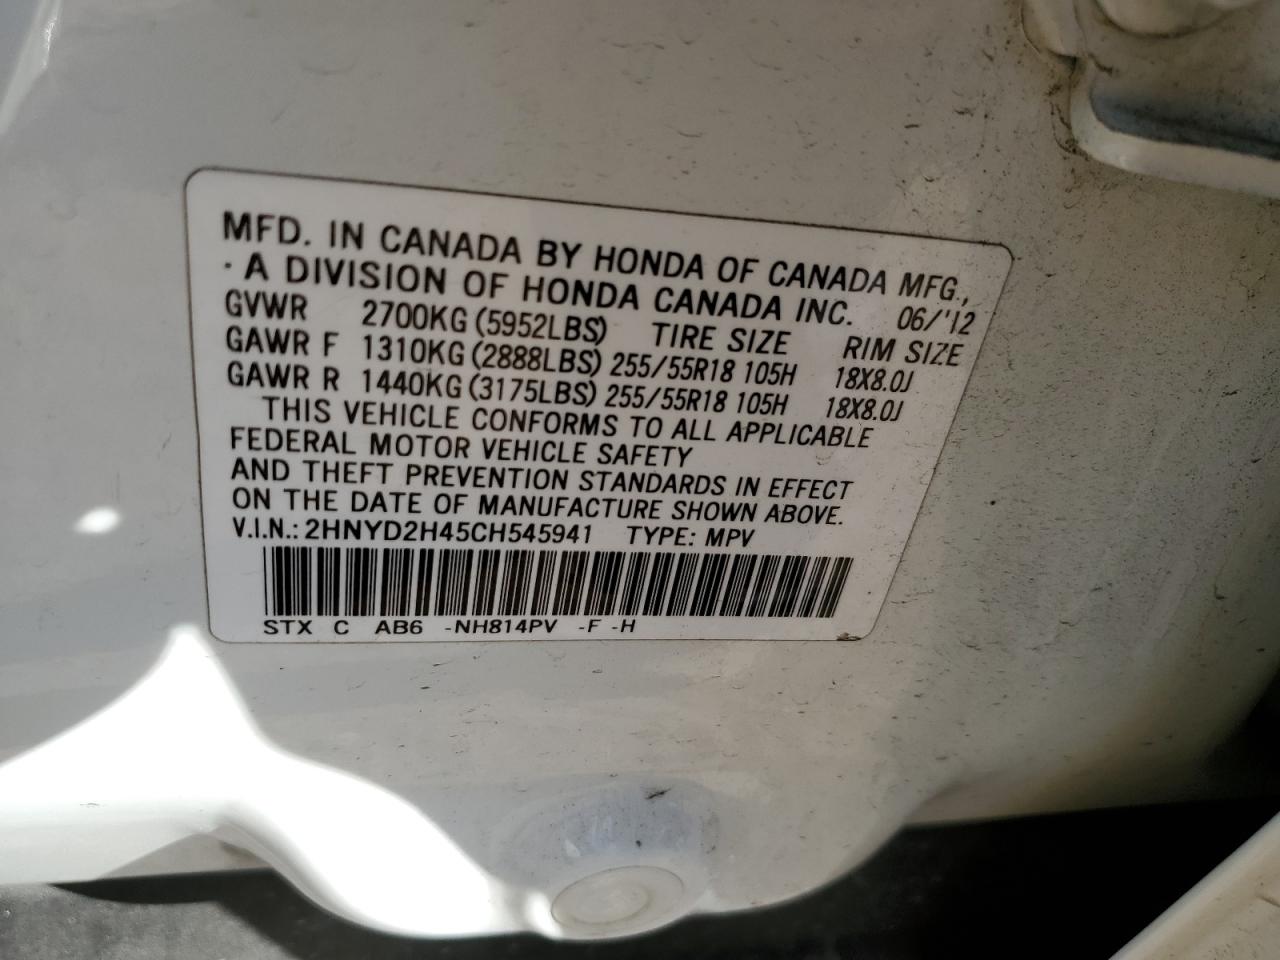 MFD. IN CANADA BY HONDA OF CANADA MFG.,
· A DIVISION OF HONDA CANADA INC. 06/'12
GVWR 2700KG (5952LBS) TIRE SIZE RIM SIZE
GAWR F 1310KG (2888LBS) 255/55R18 105H 18X8.0J
GAWR R 1440KG (3175LBS) 255/55R18 105H 18X8.0J
THIS VEHICLE CONFORMS TO ALL APPLICABLE
FEDERAL MOTOR VEHICLE SAFETY
AND THEFT PREVENTION STANDARDS IN EFFECT
ON THE DATE OF MANUFACTURE SHOWN ABOVE.
V.I.N.: 2HNYD2H45CH545941 TYPE: MPV
STX C AB6 -NH814PV -F -H